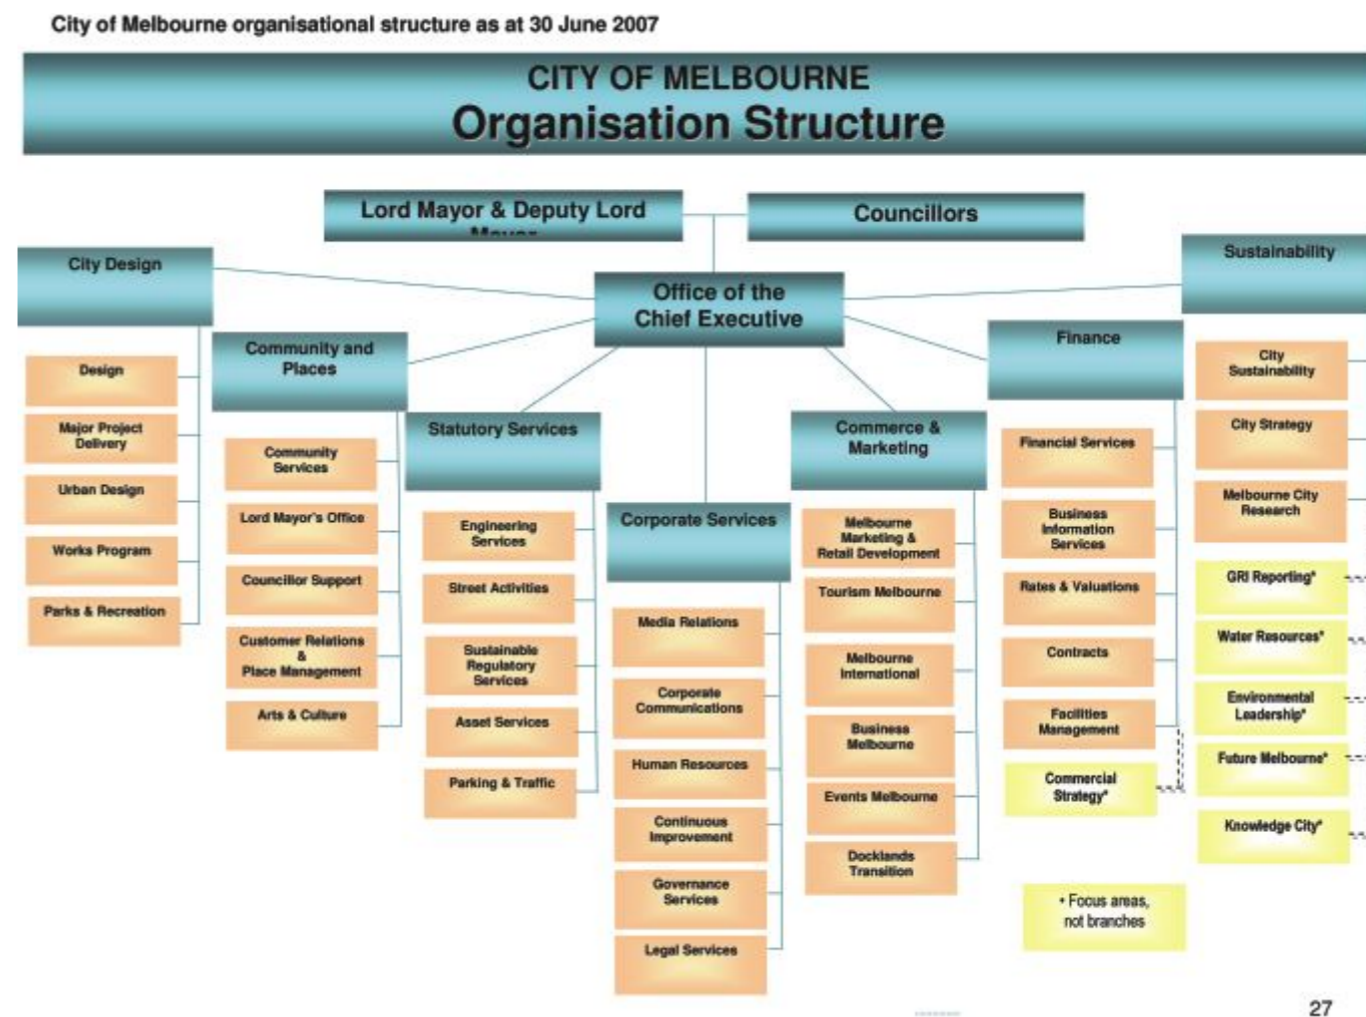 City of Melbourne organisational structure as at 30 June 2007
CITY OF MELBOURNE
Organisation Structure
Lord Mayor & Deputy Lord
Mayor
Councillors
City Design
Office of the
Chief Executive
Sustainability
Community and
Places
Finance
Statutory Services
Commerce &
Marketing
Corporate Services
Design
Major Project
Delivery
Urban Design
Works Program
Parks & Recreation
Community
Services
Lord Mayor's Office
Councillor Support
Customer Relations
&
Place Management
Arts & Culture
Engineering
Services
Street Activities
Sustainable
Regulatory
Services
Asset Services
Parking & Traffic
Media Relations
Corporate
Communications
Human Resources
Continuous
Improvement
Governance
Services
Legal Services
Melbourne
Marketing &
Retail Development
Tourism Melbourne
Melbourne
International
Business
Melbourne
Events Melbourne
Docklands
Transition
Financial Services
Business
Information
Services
Rates & Valuations
Contracts
Facilities
Management
Commercial
Strategy*
City
Sustainability
City Strategy
Melbourne City
Research
GRI Reporting*
Water Resources*
Environmental
Leadership*
Future Melbourne*
Knowledge City*
• Focus areas,
not branches
27